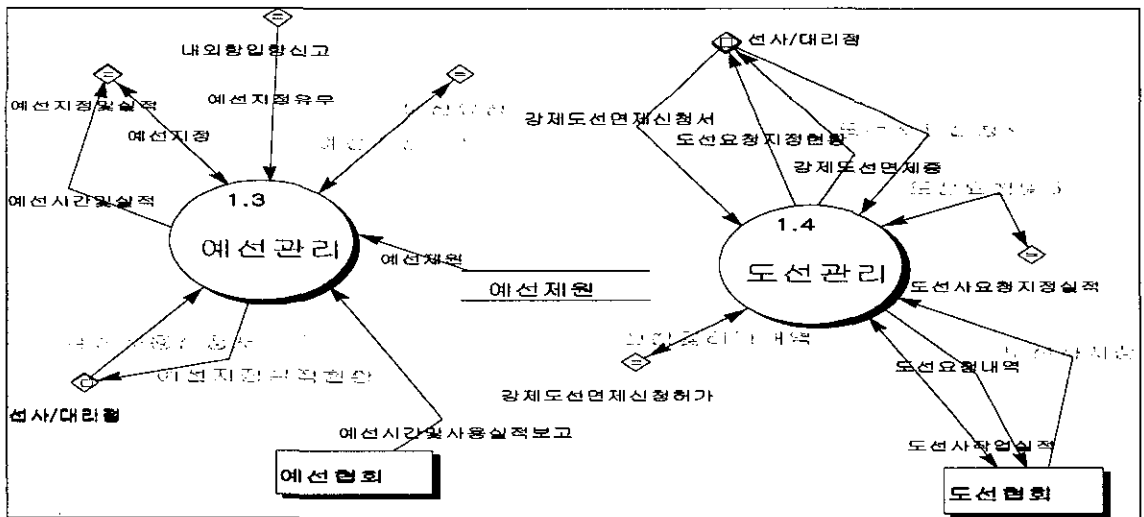 내외항입항신고
예선지정및실적
예선지정유무
예선지정
예선시간및실적
1.3
예선관리
예선제원
예선제원
선사/대리점
예선시간및사용실적보고
예선협회
선사/대리점
강제도선면제신청서
도선요청지정현황
강제도선면제증
1.4
도선관리
도선사요청지정실적
강제도선면제신청허가
도선요청내역
도선사작업실적
도선협회